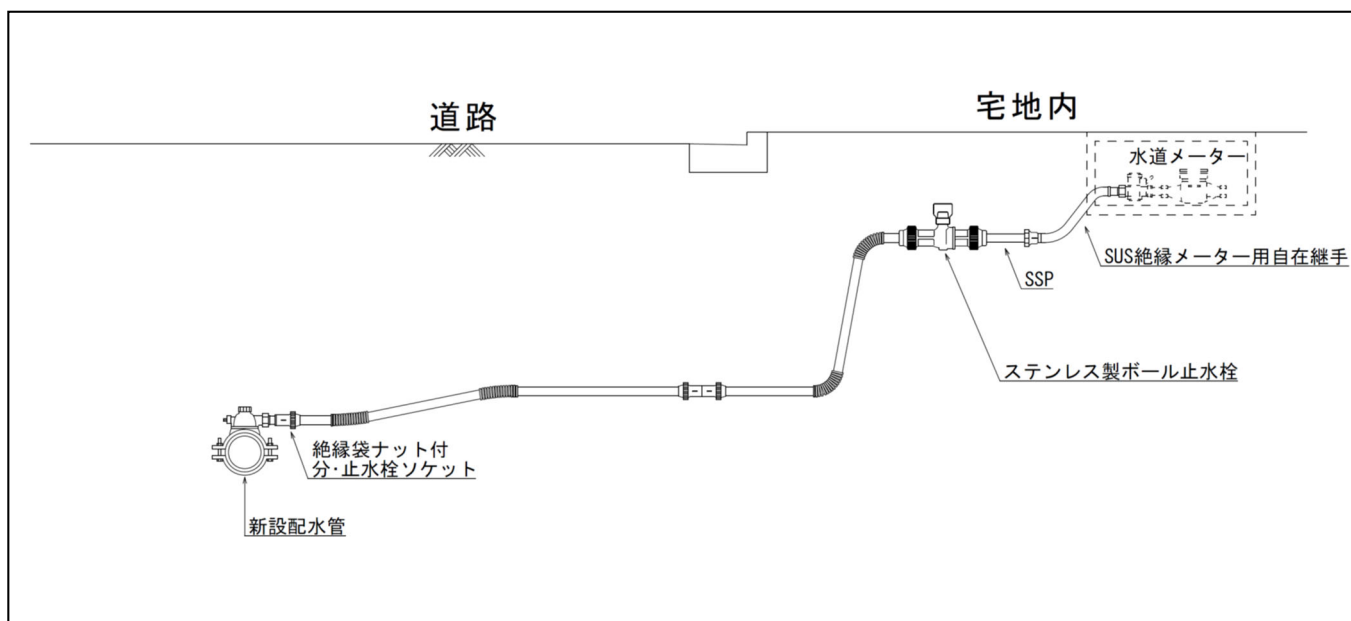 道路
宅地内
水道メーター
SUS絶縁メーター用自在継手
SSP
ステンレス製ボール止水栓
絶縁袋ナット付
分･止水栓ソケット
新設配水管